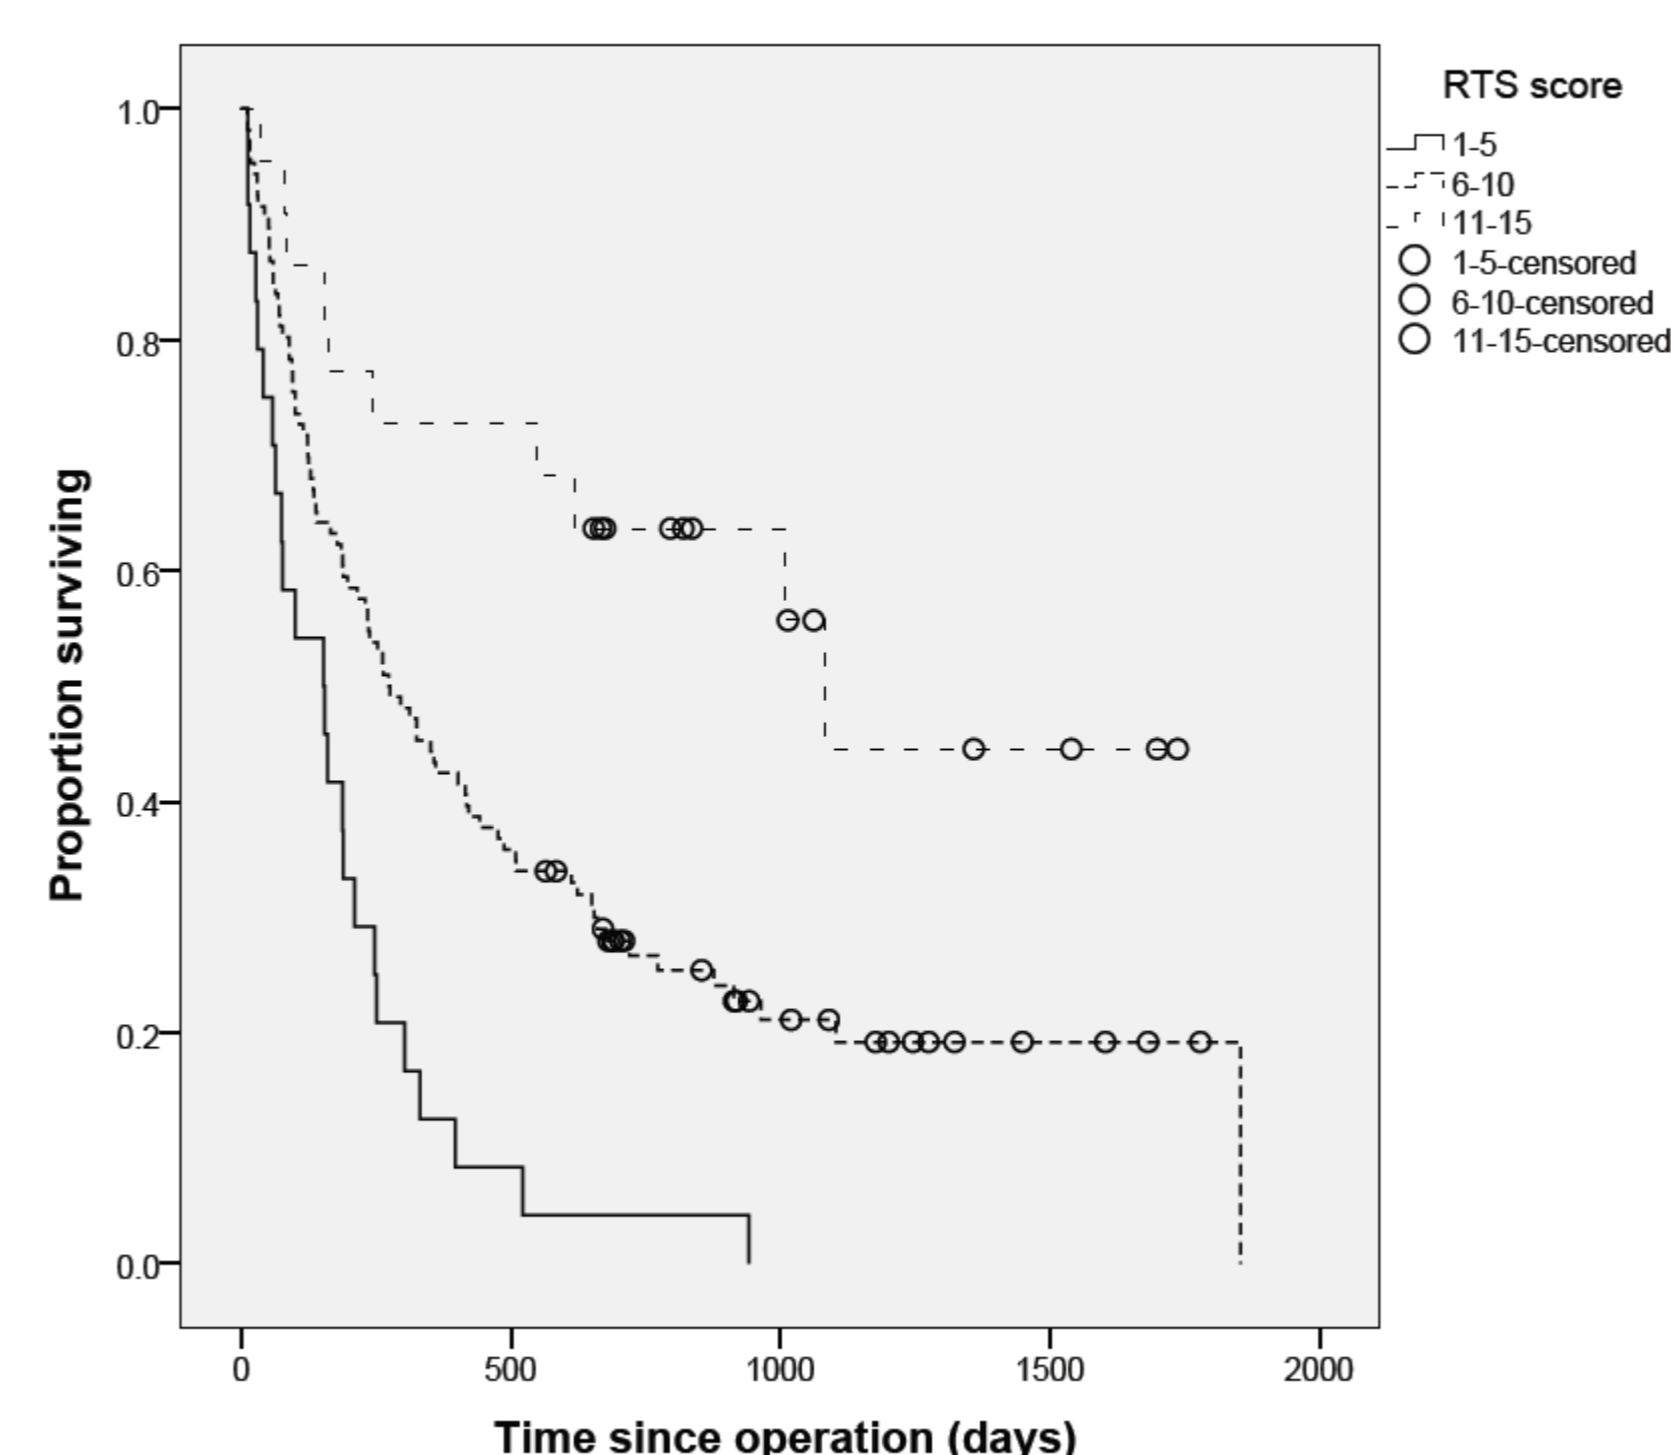 RTS score
1-5
6-10
11-15
1-5-censored
6-10-censored
11-15-censored
Proportion surviving
1.0
0.8
0.6
0.4
0.2
0.0
0 500 1000 1500 2000
Time since operation (days)